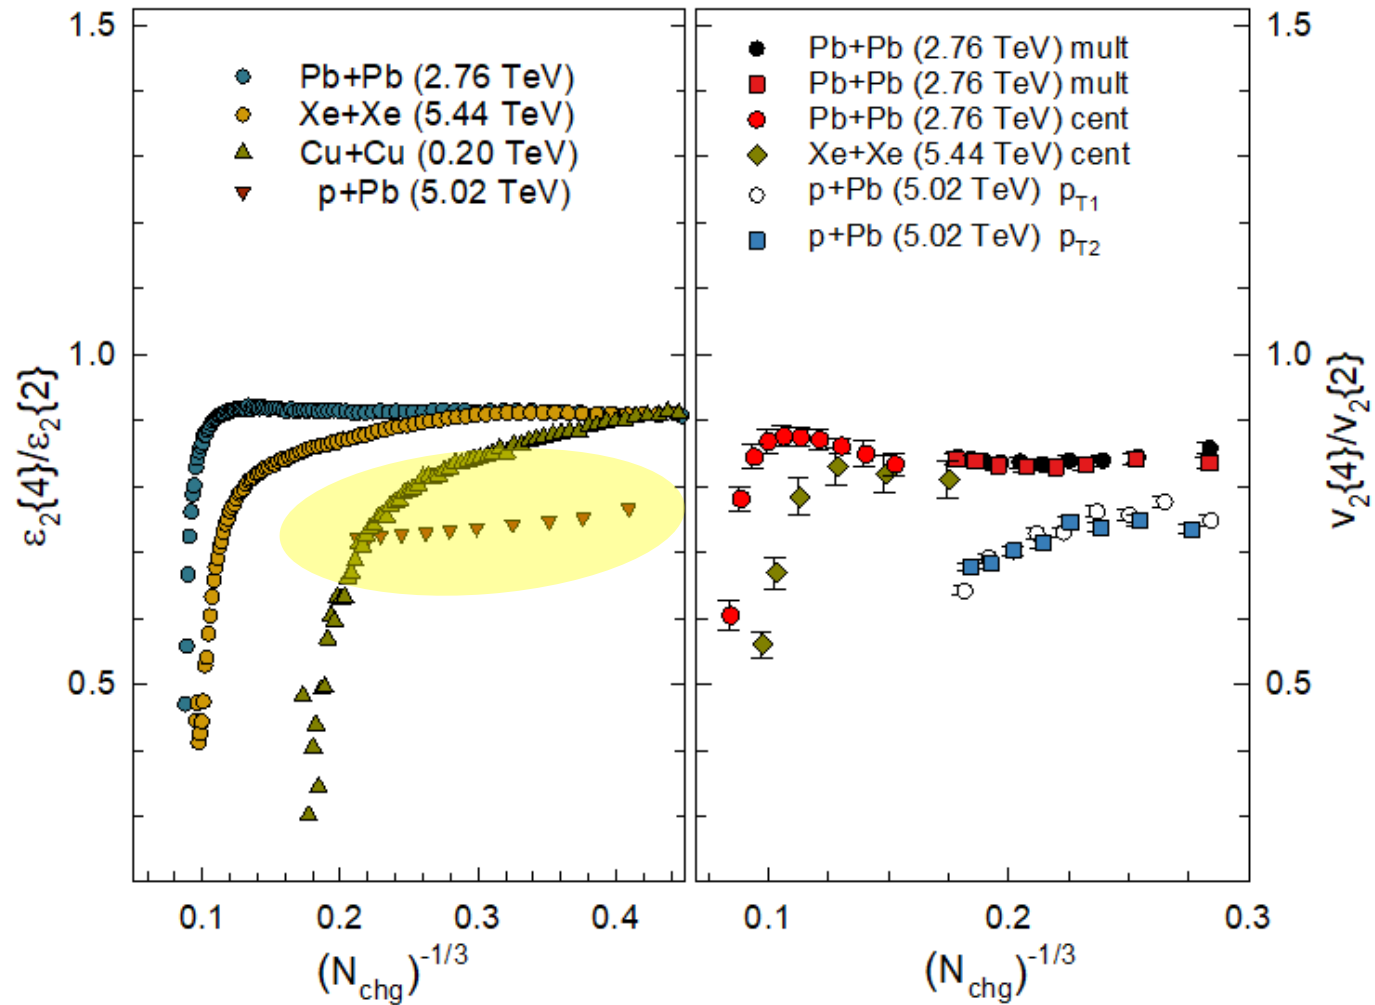 1.5
1.0
0.5
ε₂{4}/ε₂{2}
Pb+Pb (2.76 TeV)
Xe+Xe (5.44 TeV)
Cu+Cu (0.20 TeV)
p+Pb (5.02 TeV)
0.1 0.2 0.3 0.4
(N_chg)^-1/3
Pb+Pb (2.76 TeV) mult
Pb+Pb (2.76 TeV) mult
Pb+Pb (2.76 TeV) cent
Xe+Xe (5.44 TeV) cent
p+Pb (5.02 TeV) p_T1
p+Pb (5.02 TeV) p_T2
0.1 0.2 0.3
(N_chg)^-1/3
1.5
1.0
0.5
v₂{4}/v₂{2}